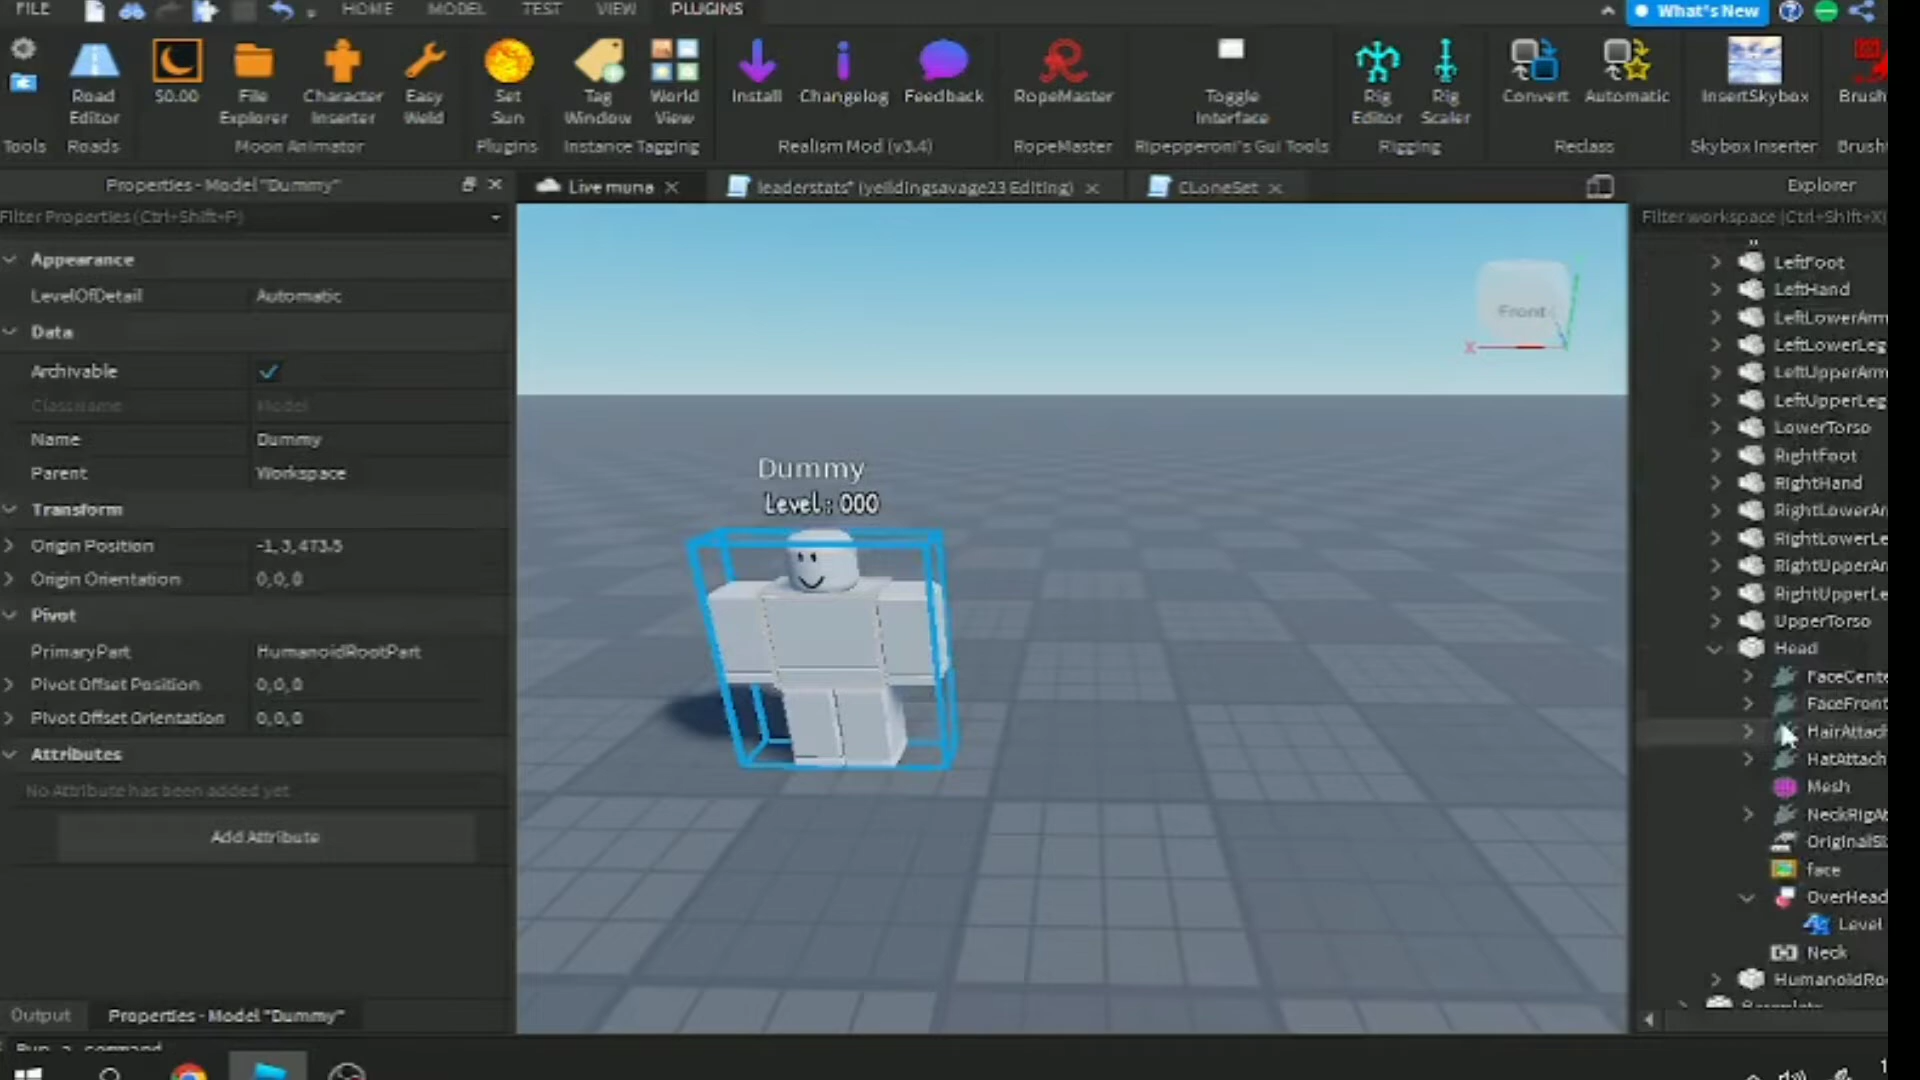 FILE HOME MODEL TEST VIEW PLUGINS What's New
Road Editor
$0.00
File Explorer
Character Inserter
Easy Weld
Set Sun
Tag Window
World View
Install
Changelog
Feedback
RopeMaster
Toggle Interface
Rig Editor
Rig Scaler
Convert
Automatic
InsertSkybox
Brush
Tools
Roads
Moon Animator
Plugins
Instance Tagging
Realism Mod (v3.4)
RopeMaster
Ripepperoni's Gui Tools
Rigging
Reclass
Skybox Inserter
Brush
Properties - Model "Dummy"
Live muna
leaderstats* (yeildingsavage23 Editing)
CLoneSet
Explorer
Filter Properties (Ctrl+Shift+P)
Filter workspace (Ctrl+Shift+X)
Appearance
LevelOfDetail Automatic
Data
Archivable
ClassName Model
Name Dummy
Parent Workspace
Transform
Origin Position -1, 3, 473.5
Origin Orientation 0, 0, 0
Pivot
PrimaryPart HumanoidRootPart
Pivot Offset Position 0, 0, 0
Pivot Offset Orientation 0, 0, 0
Attributes
No Attribute has been added yet
Add Attribute
Output
Properties - Model "Dummy"
Run a command
Dummy
Level : 000
Front
X
LeftFoot
LeftHand
LeftLowerArm
LeftLowerLeg
LeftUpperArm
LeftUpperLeg
LowerTorso
RightFoot
RightHand
RightLowerAr
RightLowerLe
RightUpperAr
RightUpperLe
UpperTorso
Head
FaceCente
FaceFront
HairAttach
HatAttach
Mesh
NeckRigAt
OriginalSi
face
OverHead
Level
Neck
HumanoidRo
Baseplate